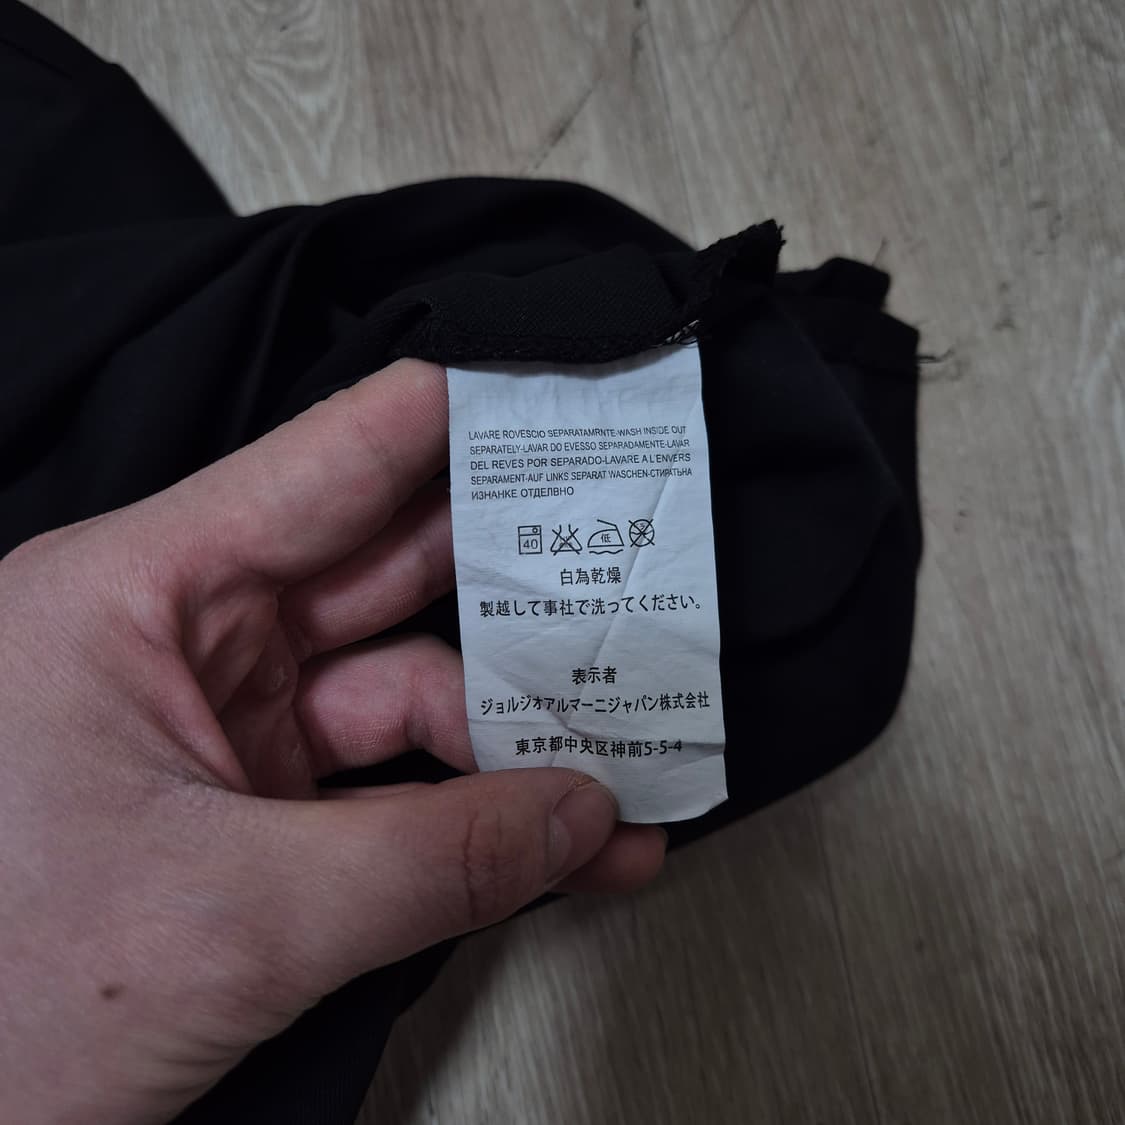 LAVARE ROVESCIO SEPARATAMRNTE-WASH INSIDE OUT
SEPARATELY-LAVAR DO EVESSO SEPARADAMENTE-LAVAR
DEL REVES POR SEPARADO-LAVARE A L'ENVERS
SEPARAMENT-AUF LINKS SEPARAT WASCHEN-СТИРАТЬНА
ИЗНАНКЕ ОТДЕЛВНО
40 低
白為乾燥
製越して事社で洗ってください。
表示者
ジョルジオアルマーニジャパン株式会社
東京都中央区神前5-5-4